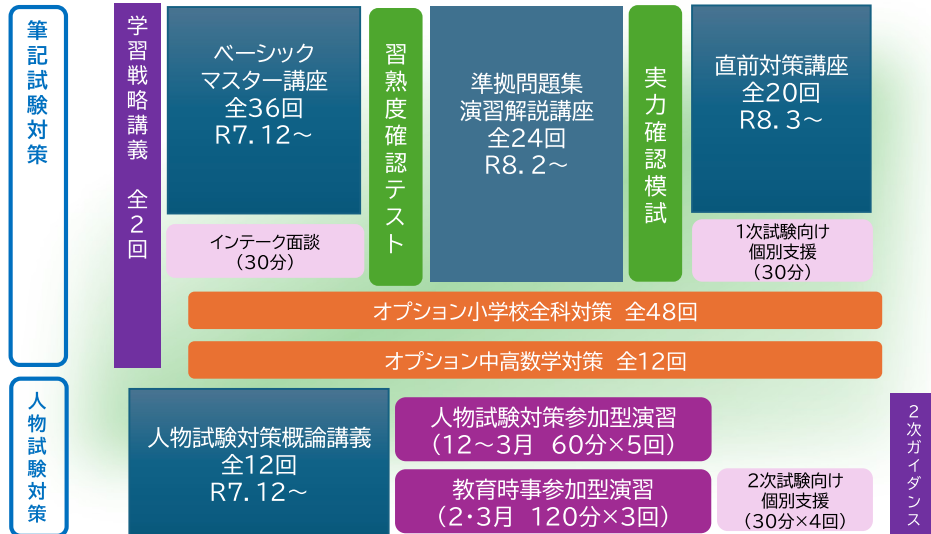 筆記試験対策
学習戦略講義 全2回
ベーシック
マスター講座
全36回
R7.12～
インテーク面談
（30分）
習熟度確認テスト
準拠問題集
演習解説講座
全24回
R8.2～
実力確認模試
直前対策講座
全20回
R8.3～
1次試験向け
個別支援
（30分）
オプション小学校全科対策 全48回
オプション中高数学対策 全12回
人物試験対策
人物試験対策概論講義
全12回
R7.12～
人物試験対策参加型演習
（12～3月 60分×5回）
教育時事参加型演習
（2・3月 120分×3回）
2次試験向け
個別支援
（30分×4回）
2次ガイダンス